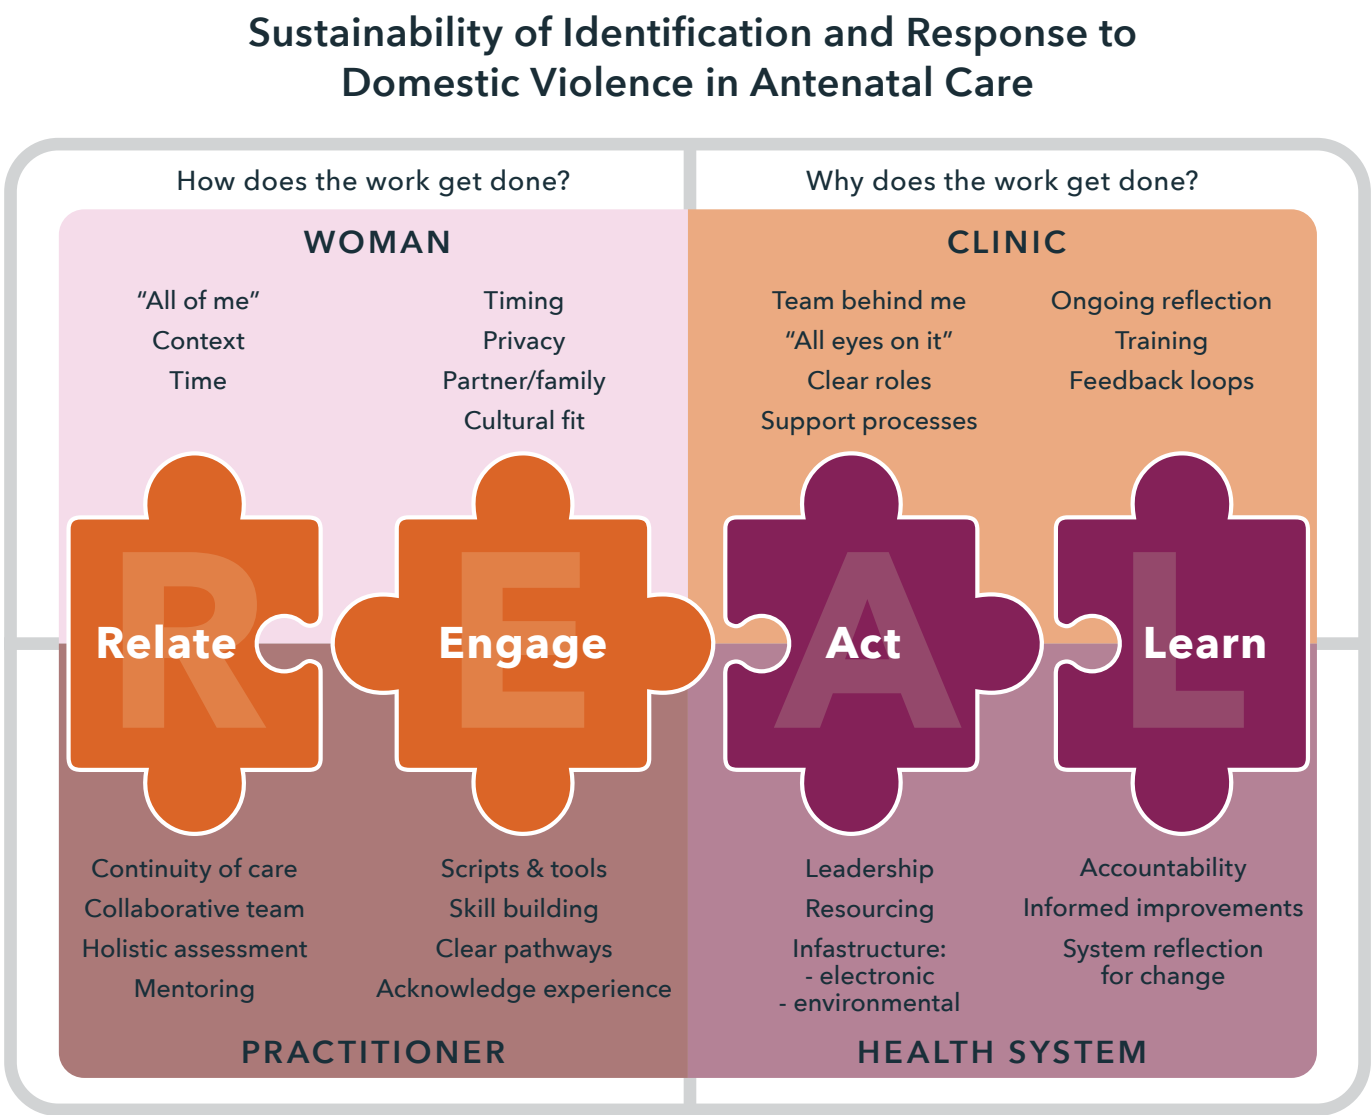 Sustainability of Identification and Response to
Domestic Violence in Antenatal Care
How does the work get done?
Why does the work get done?
WOMAN
“All of me”
Context
Time
Timing
Privacy
Partner/family
Cultural fit
CLINIC
Team behind me
“All eyes on it”
Clear roles
Support processes
Ongoing reflection
Training
Feedback loops
R
Relate
E
Engage
A
Act
L
Learn
Continuity of care
Collaborative team
Holistic assessment
Mentoring
Scripts & tools
Skill building
Clear pathways
Acknowledge experience
PRACTITIONER
Leadership
Resourcing
Infastructure:
- electronic
- environmental
Accountability
Informed improvements
System reflection
for change
HEALTH SYSTEM